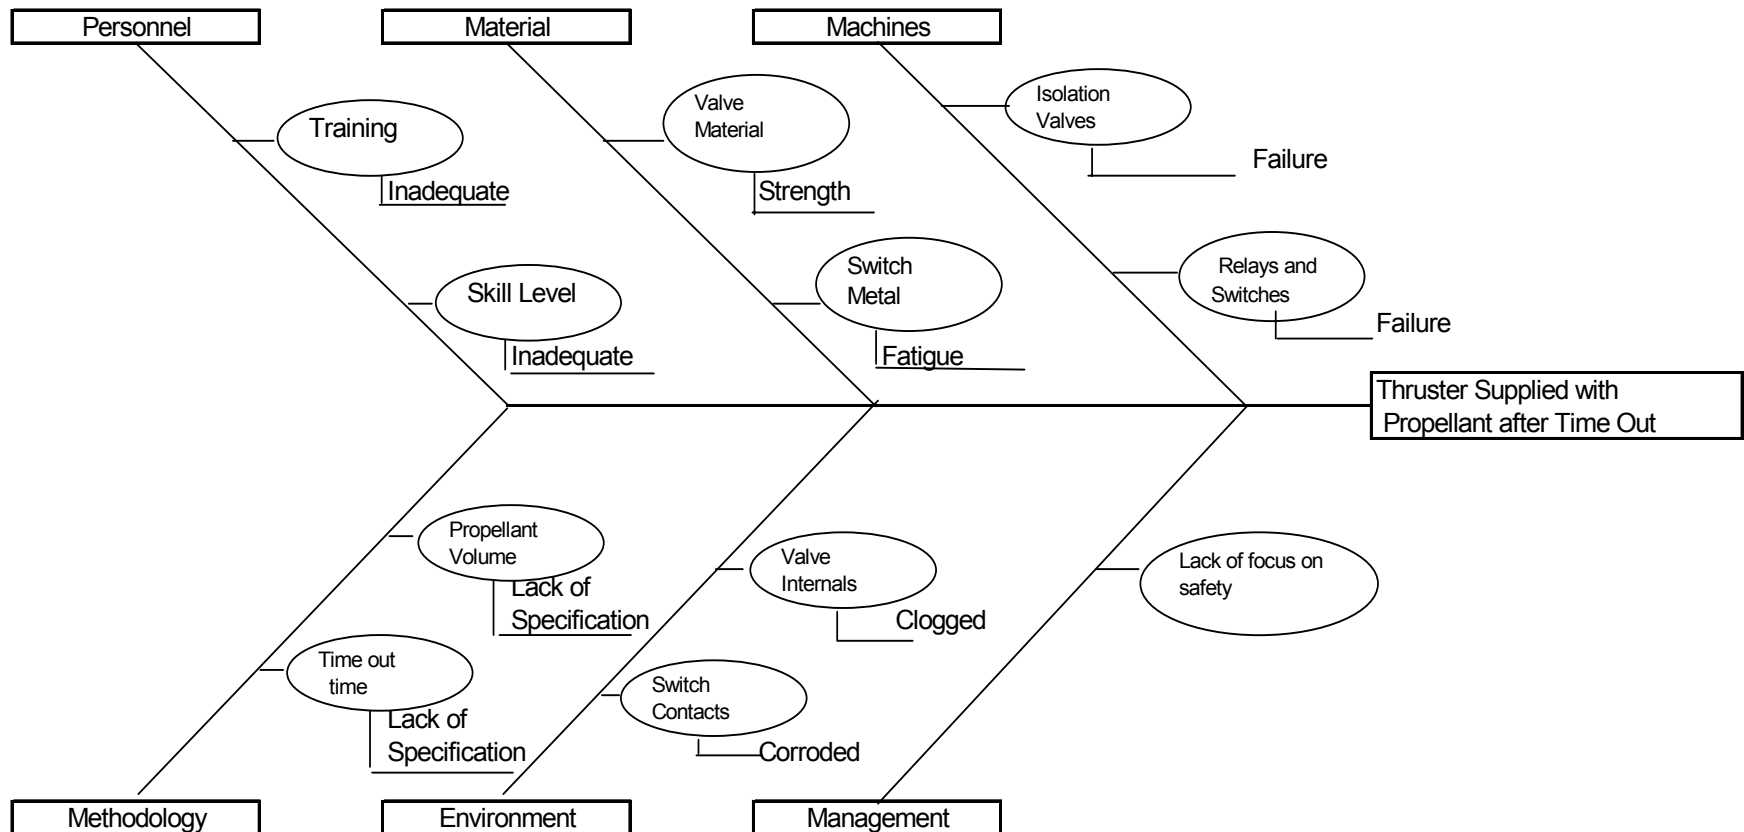 Personnel
Material
Machines
Training
Inadequate
Skill Level
Inadequate
Valve
Material
Strength
Switch
Metal
Fatigue
Isolation
Valves
Failure
Relays and
Switches
Failure
Thruster Supplied with
Propellant after Time Out
Propellant
Volume
Lack of
Specification
Time out
time
Lack of
Specification
Valve
Internals
Clogged
Switch
Contacts
Corroded
Lack of focus on
safety
Methodology
Environment
Management